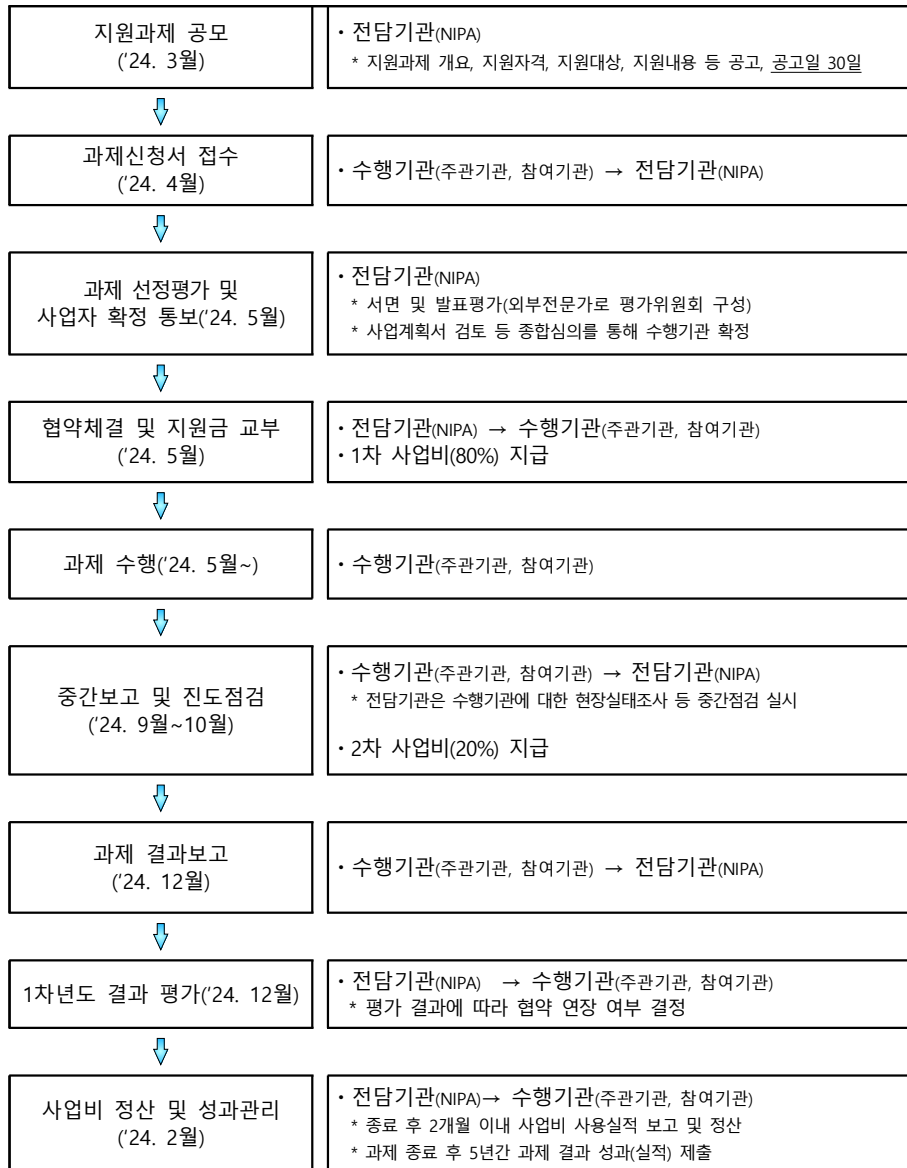 지원과제 공모
('24. 3월)
· 전담기관(NIPA)
* 지원과제 개요, 지원자격, 지원대상, 지원내용 등 공고, 공고일 30일
과제신청서 접수
('24. 4월)
· 수행기관(주관기관, 참여기관) → 전담기관(NIPA)
과제 선정평가 및
사업자 확정 통보('24. 5월)
· 전담기관(NIPA)
* 서면 및 발표평가(외부전문가로 평가위원회 구성)
* 사업계획서 검토 등 종합심의를 통해 수행기관 확정
협약체결 및 지원금 교부
('24. 5월)
· 전담기관(NIPA) → 수행기관(주관기관, 참여기관)
· 1차 사업비(80%) 지급
과제 수행('24. 5월~)
· 수행기관(주관기관, 참여기관)
중간보고 및 진도점검
('24. 9월~10월)
· 수행기관(주관기관, 참여기관) → 전담기관(NIPA)
* 전담기관은 수행기관에 대한 현장실태조사 등 중간점검 실시
· 2차 사업비(20%) 지급
과제 결과보고
('24. 12월)
· 수행기관(주관기관, 참여기관) → 전담기관(NIPA)
1차년도 결과 평가('24. 12월)
· 전담기관(NIPA) → 수행기관(주관기관, 참여기관)
* 평가 결과에 따라 협약 연장 여부 결정
사업비 정산 및 성과관리
('24. 2월)
· 전담기관(NIPA)→ 수행기관(주관기관, 참여기관)
* 종료 후 2개월 이내 사업비 사용실적 보고 및 정산
* 과제 종료 후 5년간 과제 결과 성과(실적) 제출